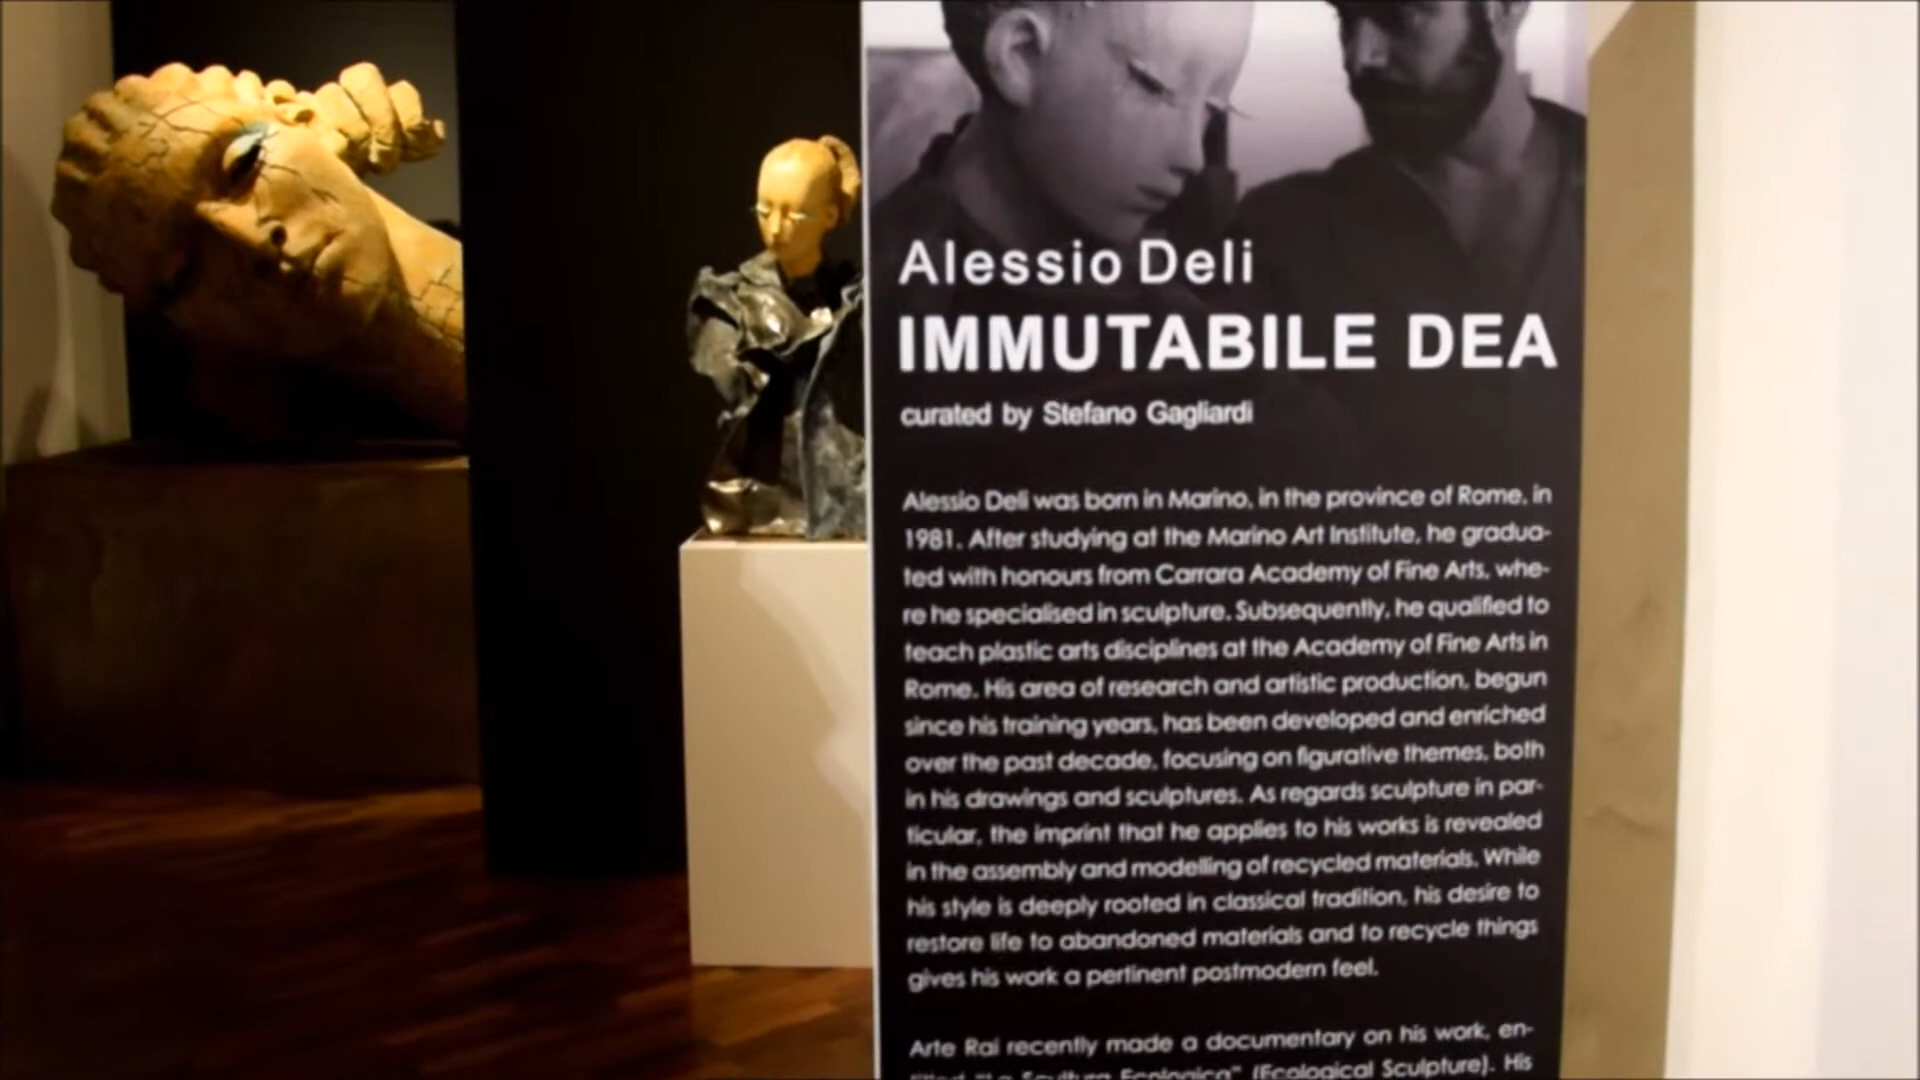 Alessio Deli
IMMUTABILE DEA
curated by Stefano Gagliardi
Alessio Deli was born in Marino, in the province of Rome, in
1981. After studying at the Marino Art Institute, he gradua-
ted with honours from Carrara Academy of Fine Arts, whe-
re he specialised in sculpture. Subsequently, he qualified to
teach plastic arts disciplines at the Academy of Fine Arts in
Rome. His area of research and artistic production, begun
since his training years, has been developed and enriched
over the past decade, focusing on figurative themes, both
in his drawings and sculptures. As regards sculpture in par-
ticular, the imprint that he applies to his works is revealed
in the assembly and modelling of recycled materials. While
his style is deeply rooted in classical tradition, his desire to
restore life to abandoned materials and to recycle things
gives his work a pertinent postmodern feel.
Arte Rai recently made a documentary on his work, en-
titled "La Scultura Ecologica" (Ecological Sculpture). His